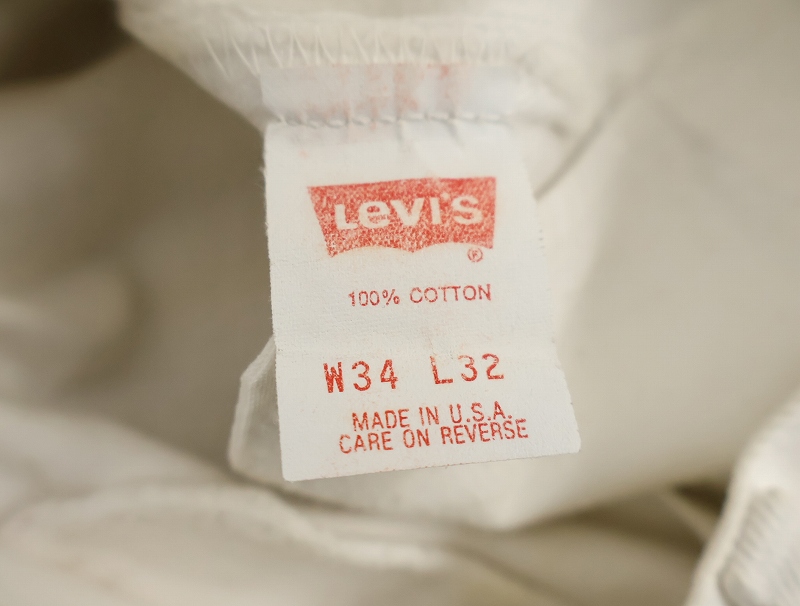 Levi's
®
100% COTTON
W34 L32
MADE IN U.S.A.
CARE ON REVERSE